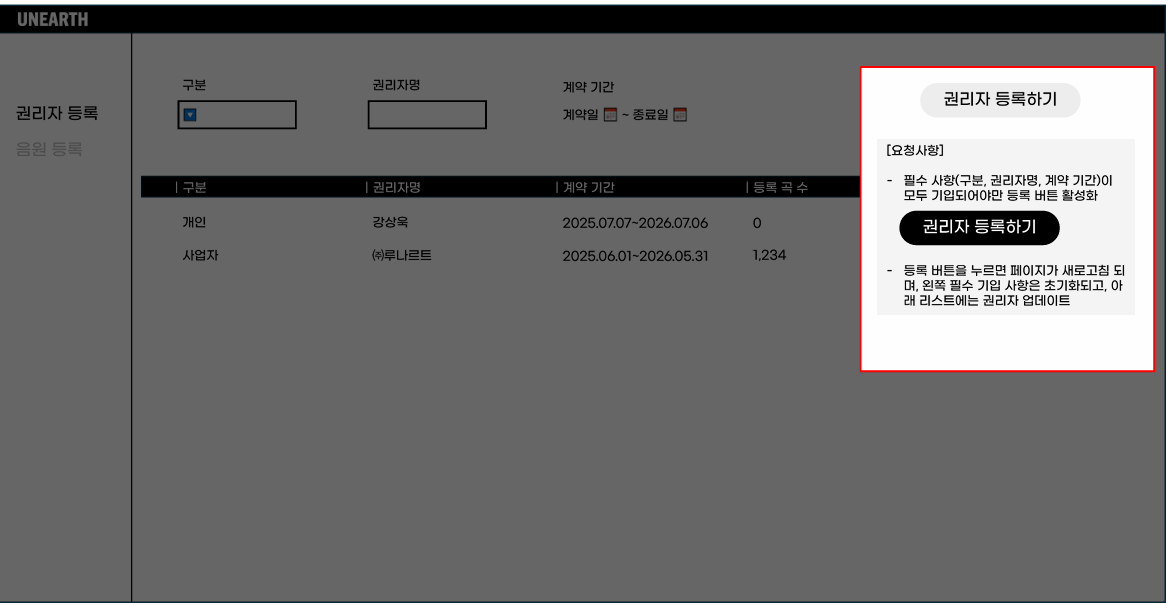 UNEARTH
권리자 등록
음원 등록
구분
권리자명
계약 기간
계약일 ~ 종료일
권리자 등록하기
[요청사항]
- 필수 사항(구분, 권리자명, 계약 기간)이
모두 기입되어야만 등록 버튼 활성화
권리자 등록하기
- 등록 버튼을 누르면 페이지가 새로고침 되
며, 왼쪽 필수 기입 사항은 초기화되고, 아
래 리스트에는 권리자 업데이트
| 구분 | 권리자명 | 계약 기간 | 등록 곡 수
개인 강상욱 2025.07.07~2026.07.06 0
사업자 ㈜루나르트 2025.06.01~2026.05.31 1,234